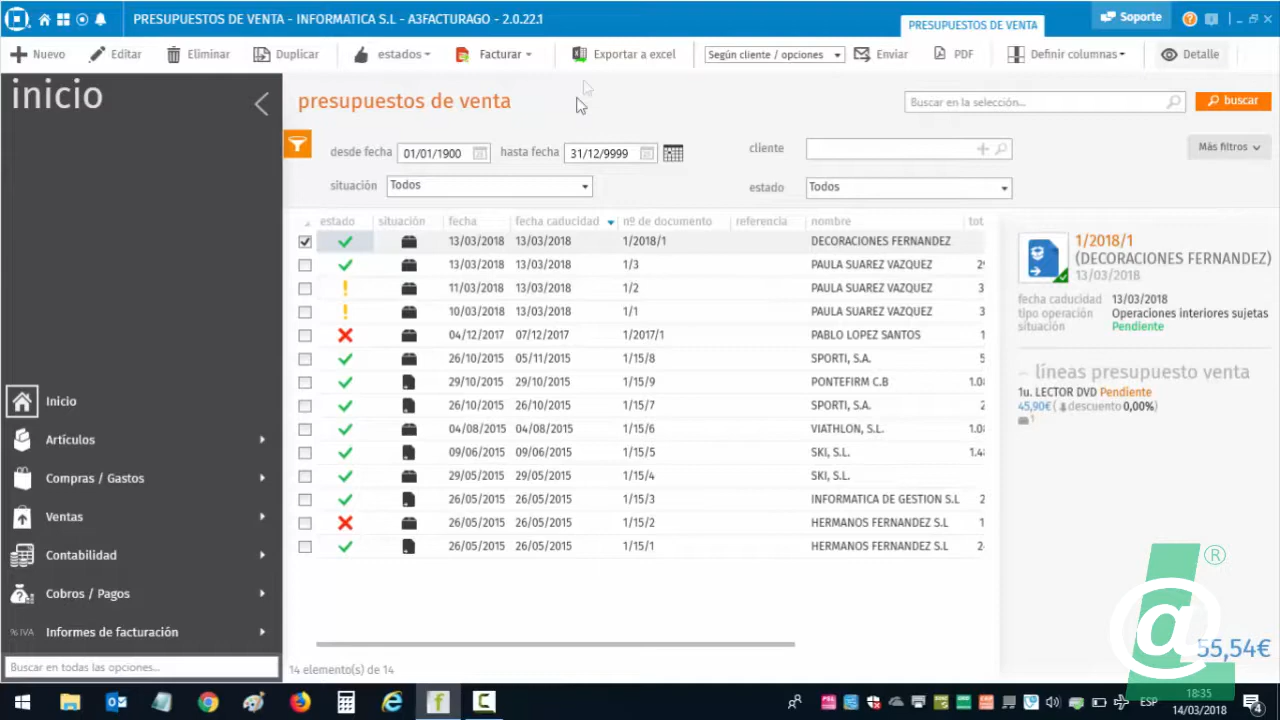 PRESUPUESTOS DE VENTA - INFORMATICA S.L - A3FACTURAGO - 2.0.22.1
PRESUPUESTOS DE VENTA
Soporte
Nuevo Editar Eliminar Duplicar estados Facturar Exportar a excel Según cliente / opciones Enviar PDF Definir columnas Detalle
inicio
presupuestos de venta
Buscar en la selección...
buscar
desde fecha 01/01/1900 hasta fecha 31/12/9999 cliente
Más filtros
situación Todos estado Todos
estado situación fecha fecha caducidad nº de documento referencia nombre tot
13/03/2018 13/03/2018 1/2018/1 DECORACIONES FERNANDEZ
13/03/2018 13/03/2018 1/3 PAULA SUAREZ VAZQUEZ
11/03/2018 13/03/2018 1/2 PAULA SUAREZ VAZQUEZ 3
10/03/2018 13/03/2018 1/1 PAULA SUAREZ VAZQUEZ 3
04/12/2017 07/12/2017 1/2017/1 PABLO LOPEZ SANTOS 1
26/10/2015 05/11/2015 1/15/8 SPORTI, S.A. 5
29/10/2015 29/10/2015 1/15/9 PONTEFIRM C.B
26/10/2015 26/10/2015 1/15/7 SPORTI, S.A. 2
04/08/2015 04/08/2015 1/15/6 VIATHLON, S.L.
09/06/2015 09/06/2015 1/15/5 SKI, S.L.
29/05/2015 29/05/2015 1/15/4 SKI, S.L.
26/05/2015 26/05/2015 1/15/3 INFORMATICA DE GESTION S.L 2
26/05/2015 26/05/2015 1/15/2 HERMANOS FERNANDEZ S.L 1
26/05/2015 26/05/2015 1/15/1 HERMANOS FERNANDEZ S.L
1/2018/1
(DECORACIONES FERNANDEZ)
13/03/2018
fecha caducidad 13/03/2018
tipo operación Operaciones interiores sujetas
situación Pendiente
líneas presupuesto venta
1u. LECTOR DVD Pendiente
45,90€ (descuento 0,00%)
1
Inicio
Artículos
Compras / Gastos
Ventas
Contabilidad
Cobros / Pagos
% IVA Informes de facturación
Buscar en todas las opciones...
14 elemento(s) de 14
55,54€
@ ®
ESP
18:35
14/03/2018
4